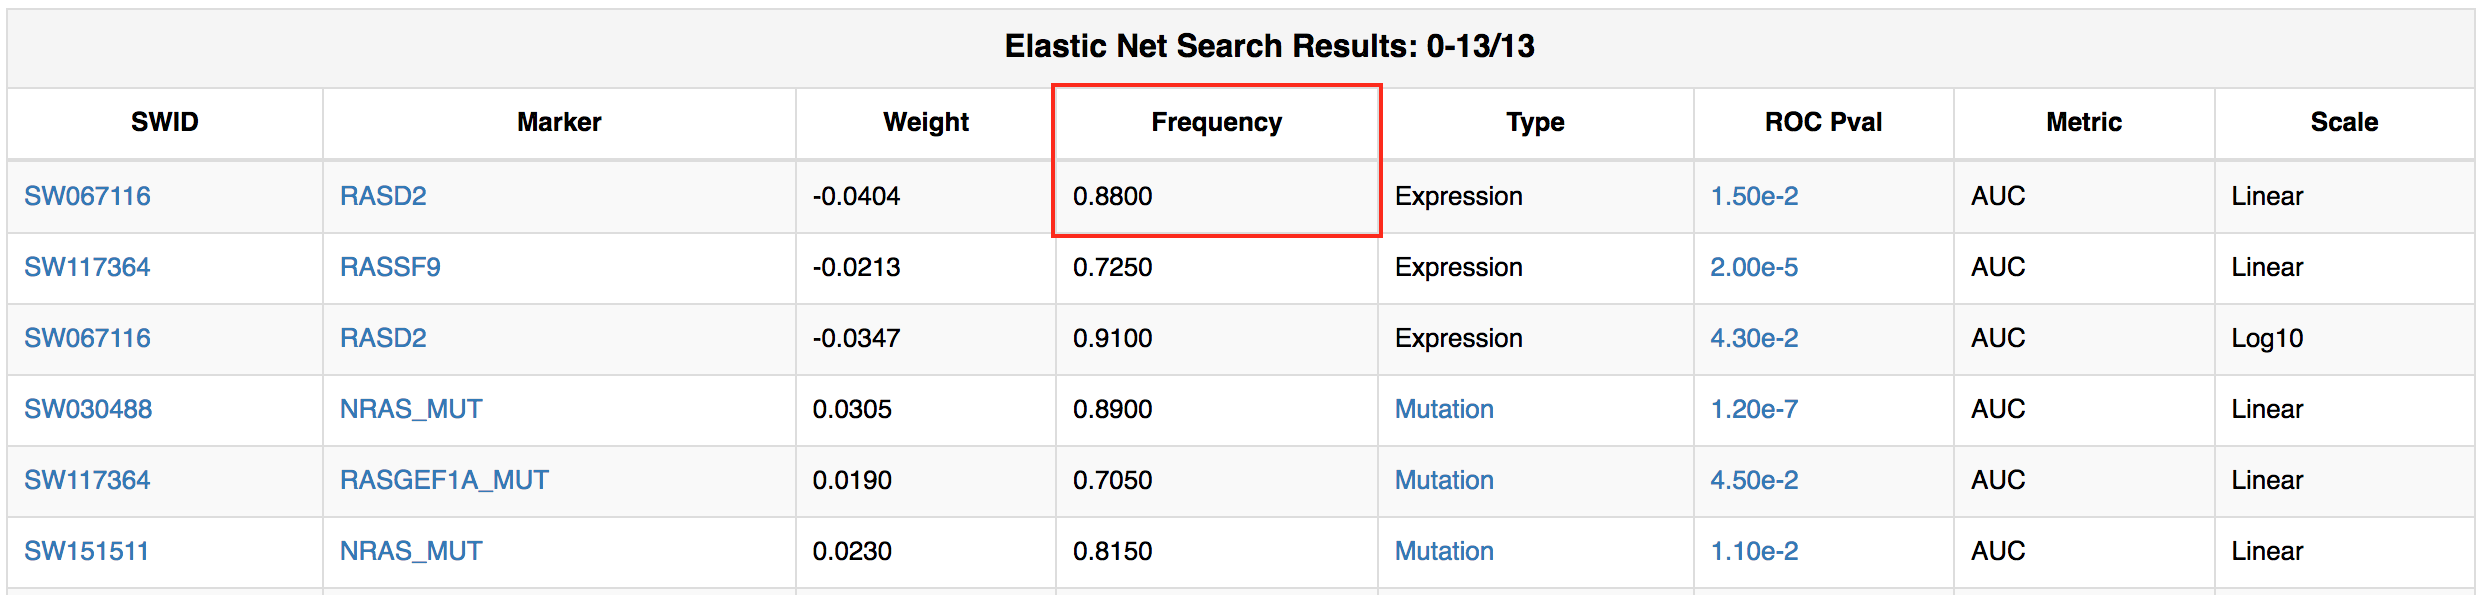 Elastic Net Search Results: 0-13/13
SWID Marker Weight Frequency Type ROC Pval Metric Scale
SW067116 RASD2 -0.0404 0.8800 Expression 1.50e-2 AUC Linear
SW117364 RASSF9 -0.0213 0.7250 Expression 2.00e-5 AUC Linear
SW067116 RASD2 -0.0347 0.9100 Expression 4.30e-2 AUC Log10
SW030488 NRAS_MUT 0.0305 0.8900 Mutation 1.20e-7 AUC Linear
SW117364 RASGEF1A_MUT 0.0190 0.7050 Mutation 4.50e-2 AUC Linear
SW151511 NRAS_MUT 0.0230 0.8150 Mutation 1.10e-2 AUC Linear